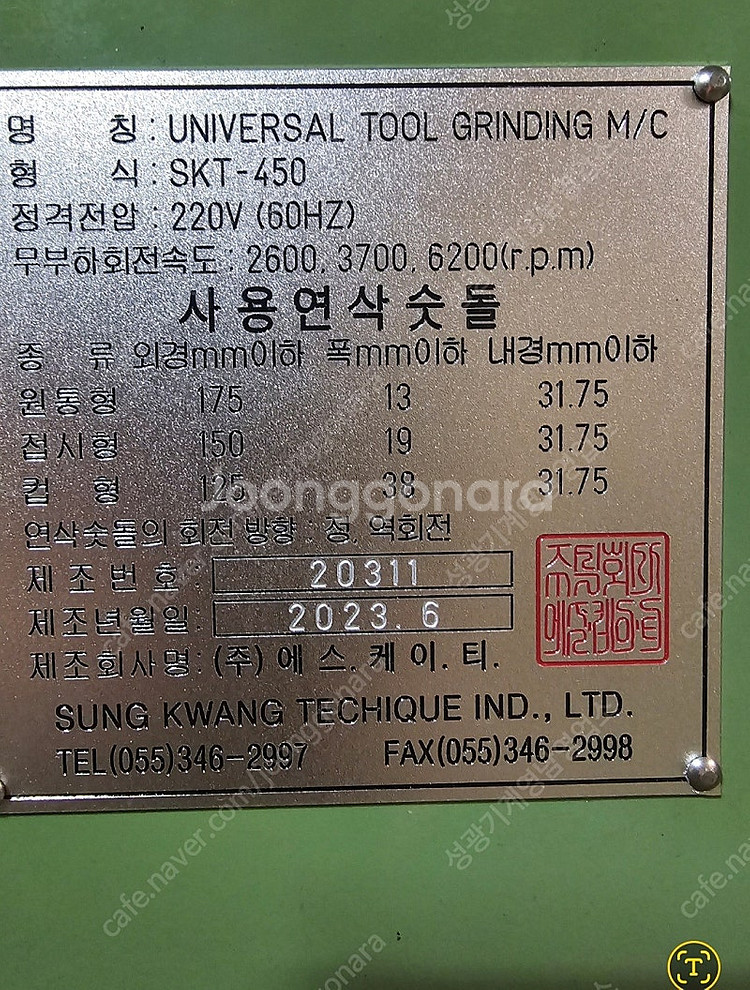 명 칭 : UNIVERSAL TOOL GRINDING M/C
형 식 : SKT-450
정격전압 : 220V (60HZ)
무부하회전속도 : 2600, 3700, 6200(r.p.m)
사용연삭숫돌
종 류 외경mm이하 폭mm이하 내경mm이하
원통형 175 13 31.75
접시형 150 19 31.75
컵 형 125 38 31.75
Joonggonara
연삭숫돌의 회전 방향 : 정, 역회전
제 조 번 호 20311
제조년월일 : 2023. 6
제조회사명 : (주) 에 스 . 케 이 . 티 .
SUNG KWANG TECHIQUE IND., LTD.
TEL(055)346-2997 FAX(055)346-2998
cafe.naver.com/joonggonara
T